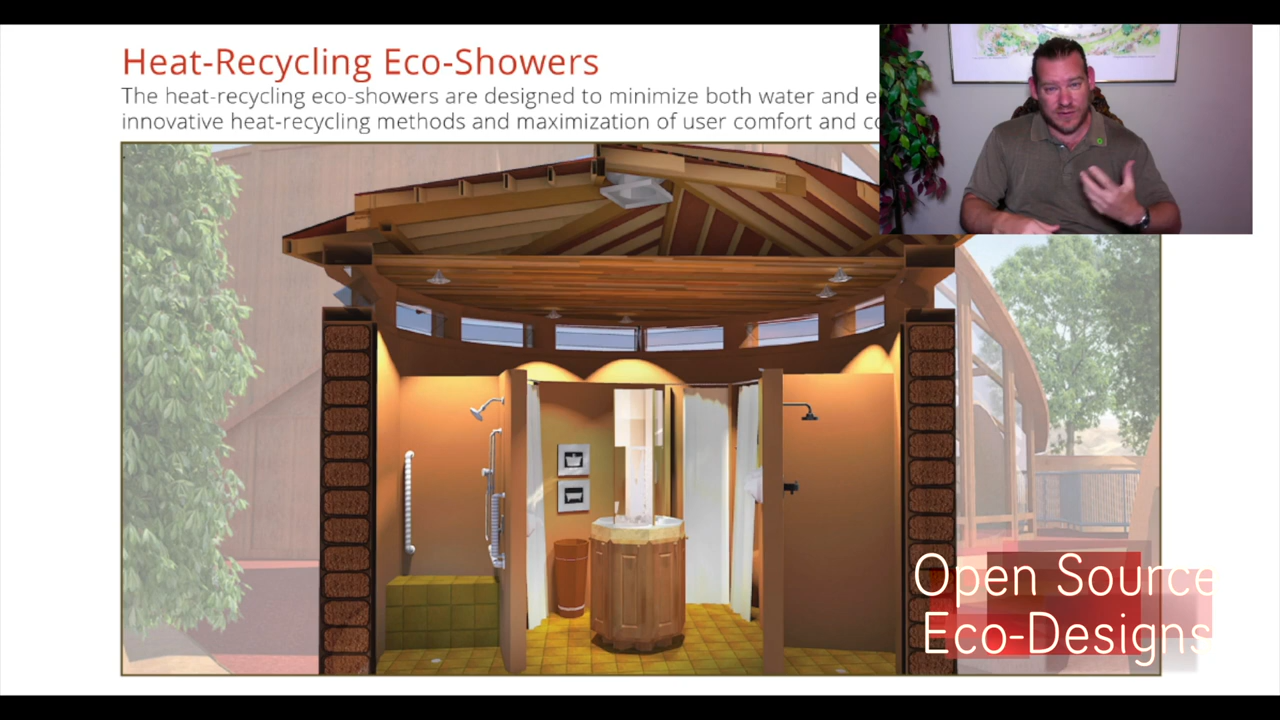 Heat-Recycling Eco-Showers
The heat-recycling eco-showers are designed to minimize both water and
innovative heat-recycling methods and maximization of user comfort and
Open Source
Eco-Designs